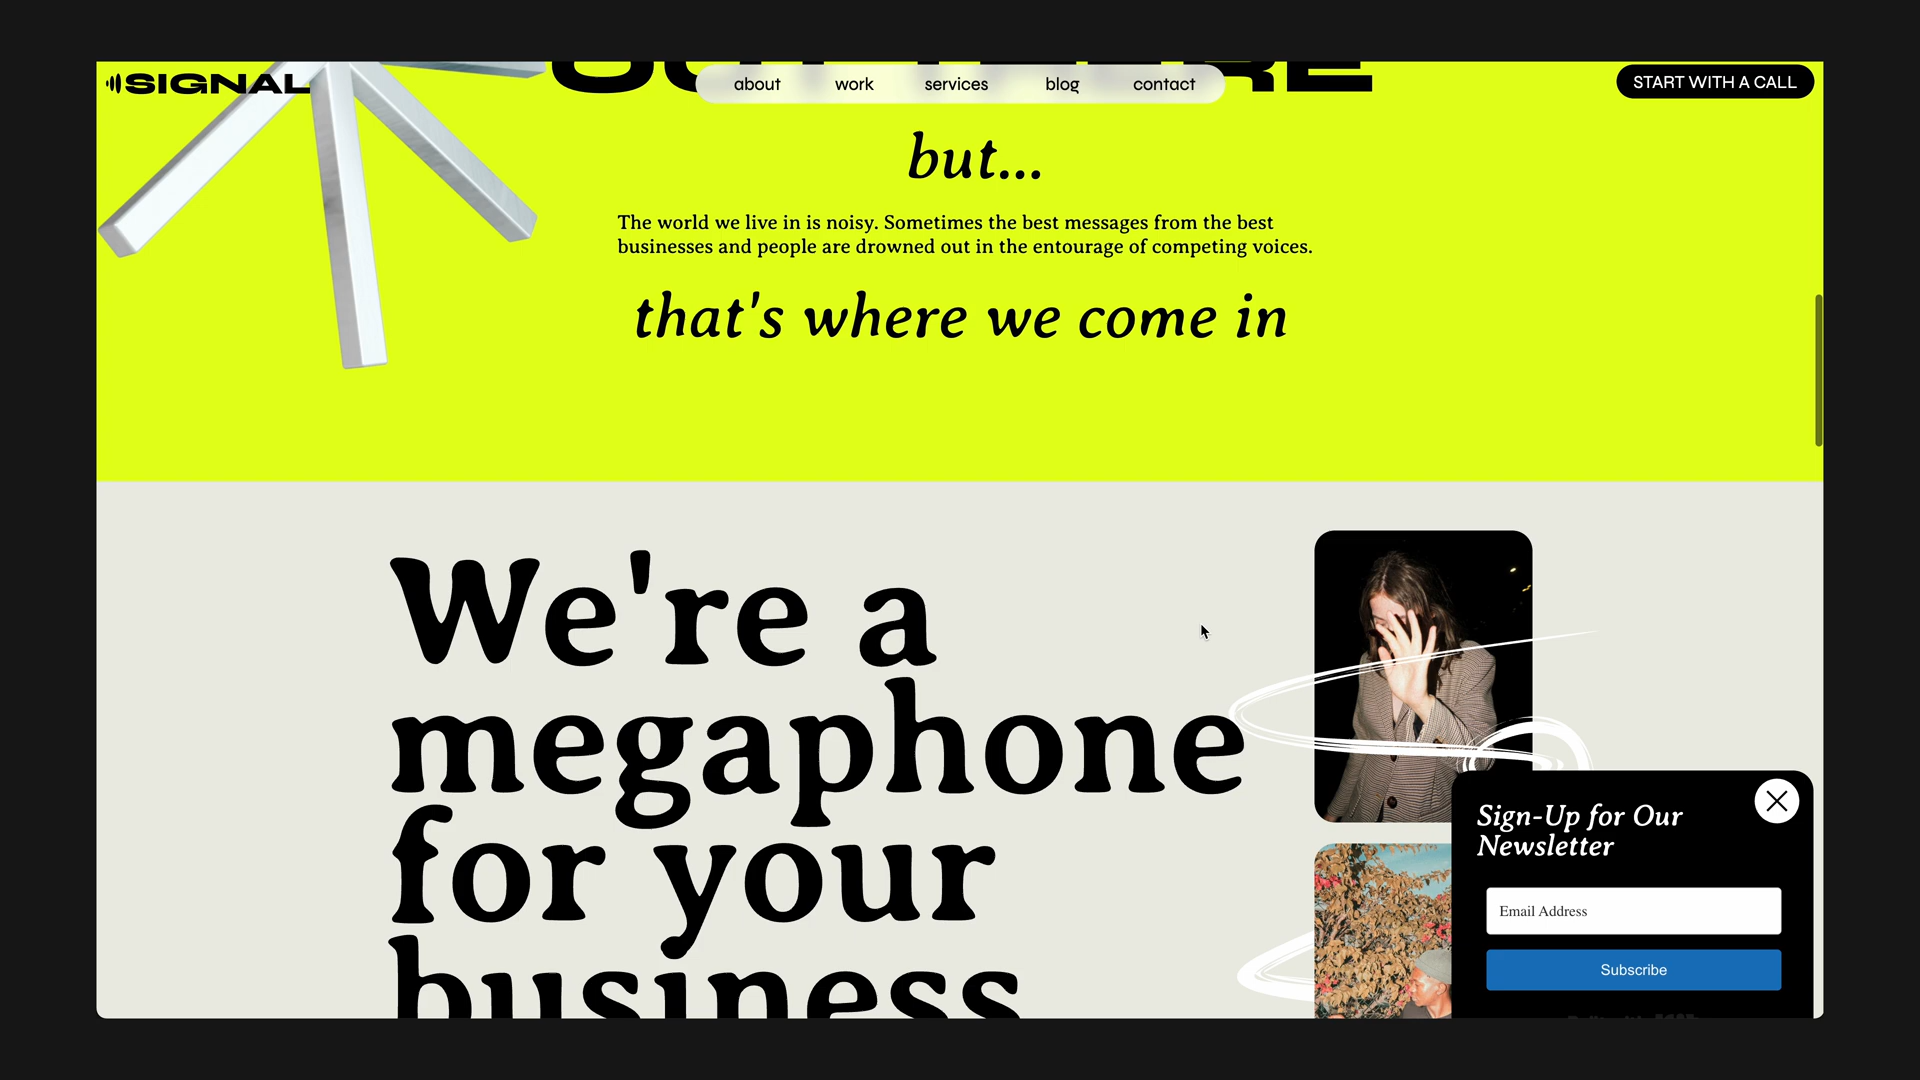 SIGNAL
about
work
services
blog
contact
START WITH A CALL
but...
The world we live in is noisy. Sometimes the best messages from the best
businesses and people are drowned out in the entourage of competing voices.
that's where we come in
We're a
megaphone
for your
business
Sign-Up for Our
Newsletter
Email Address
Subscribe